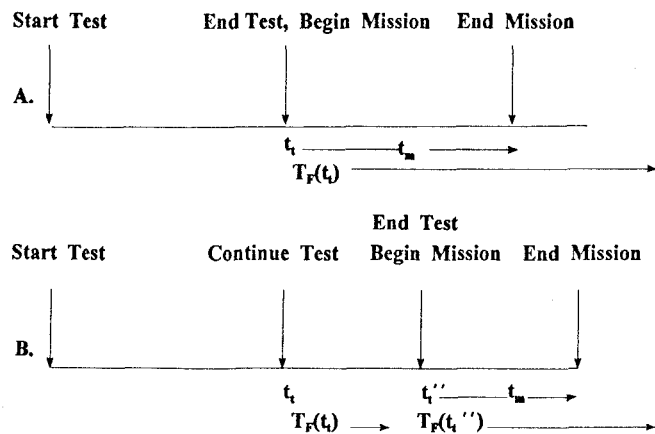 Start Test End Test, Begin Mission End Mission
A.
t_t t_m
T_F(t_t)
End Test
Start Test Continue Test Begin Mission End Mission
B.
t_t t_t'' t_m
T_F(t_t) T_F(t_t'')